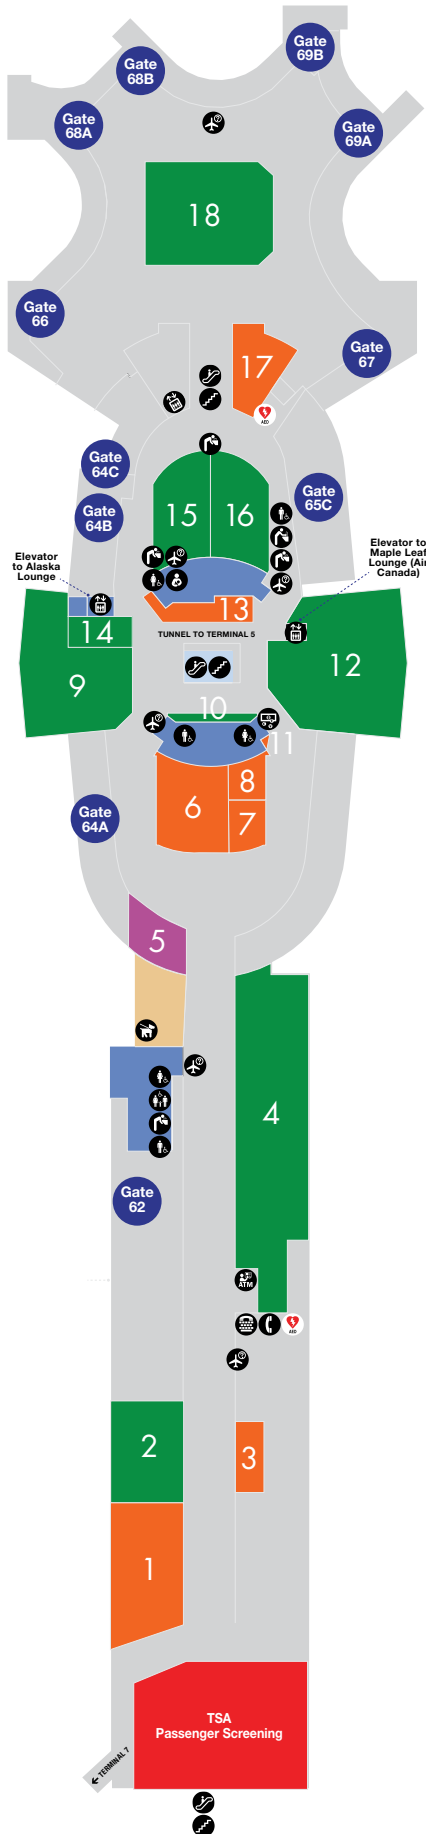 Gate
69B
Gate
68B
Gate
68A
Gate
69A
18
Gate
66
Gate
67
17
AED
Gate
64C
Gate
65C
Gate
64B
15
16
Elevator
to Alaska
Lounge
Elevator to
Maple Leaf
Lounge (Air
Canada)
13
14
TUNNEL TO TERMINAL 5
9
12
10
11
8
6
7
Gate
64A
5
4
Gate
62
ATM
AED
2
3
1
TSA
Passenger Screening
← TERMINAL 7